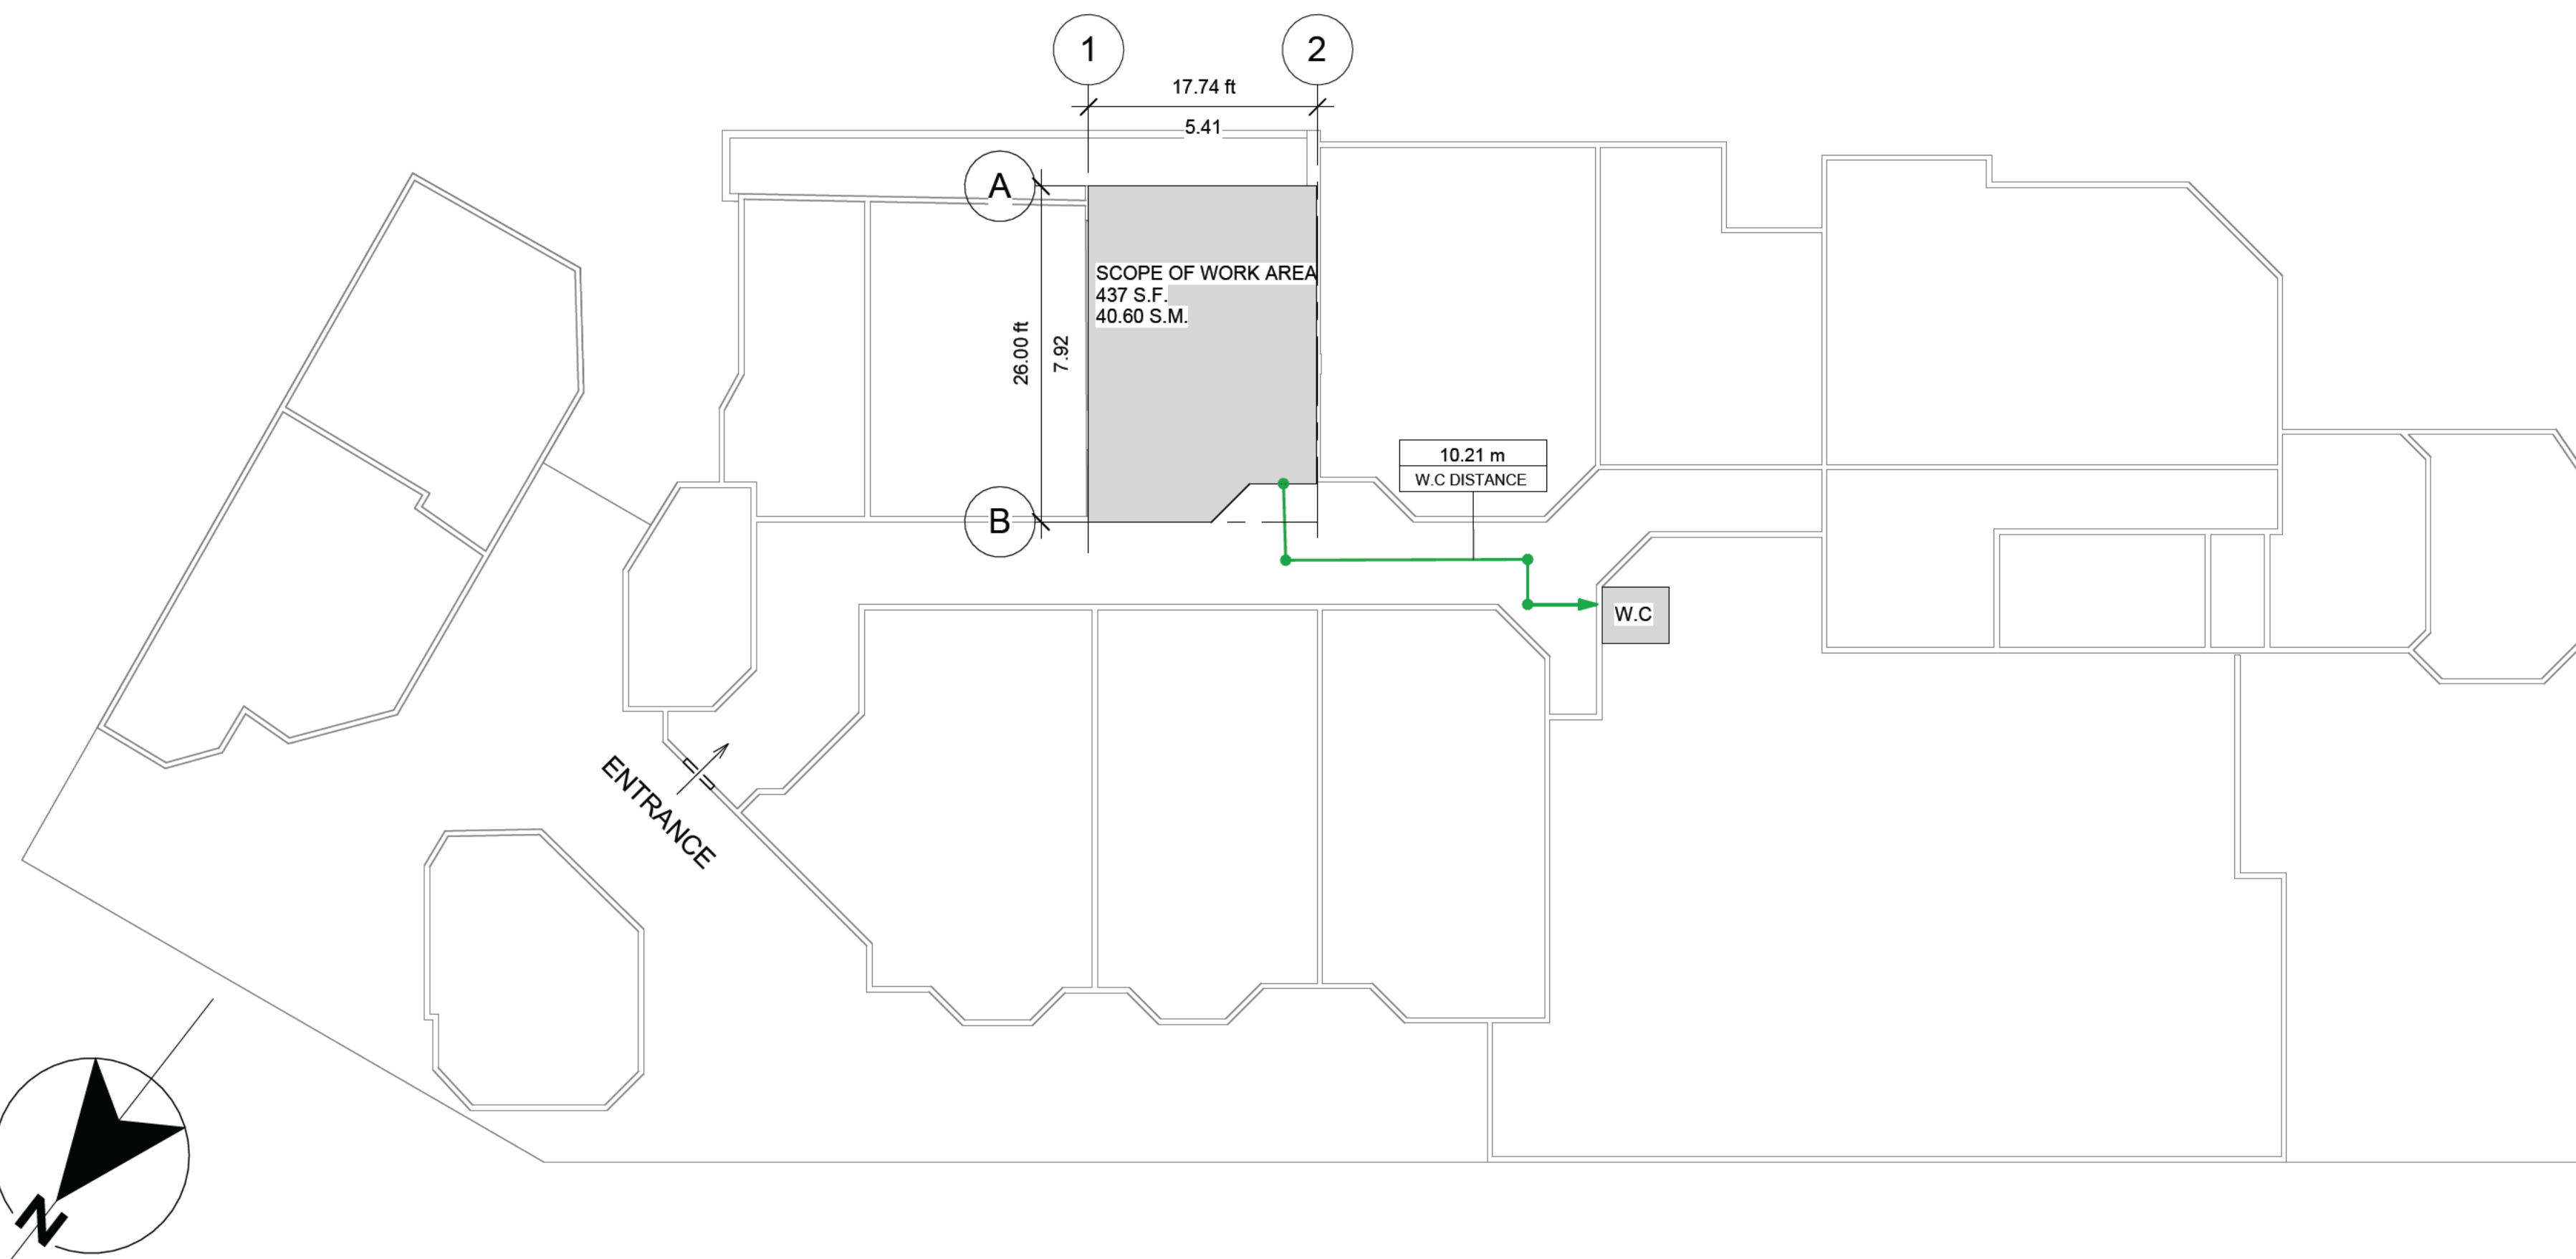 1
2
17.74 ft
5.41
A
SCOPE OF WORK AREA
437 S.F.
40.60 S.M.
26.00 ft
7.92
10.21 m
W.C DISTANCE
B
W.C
ENTRANCE
N